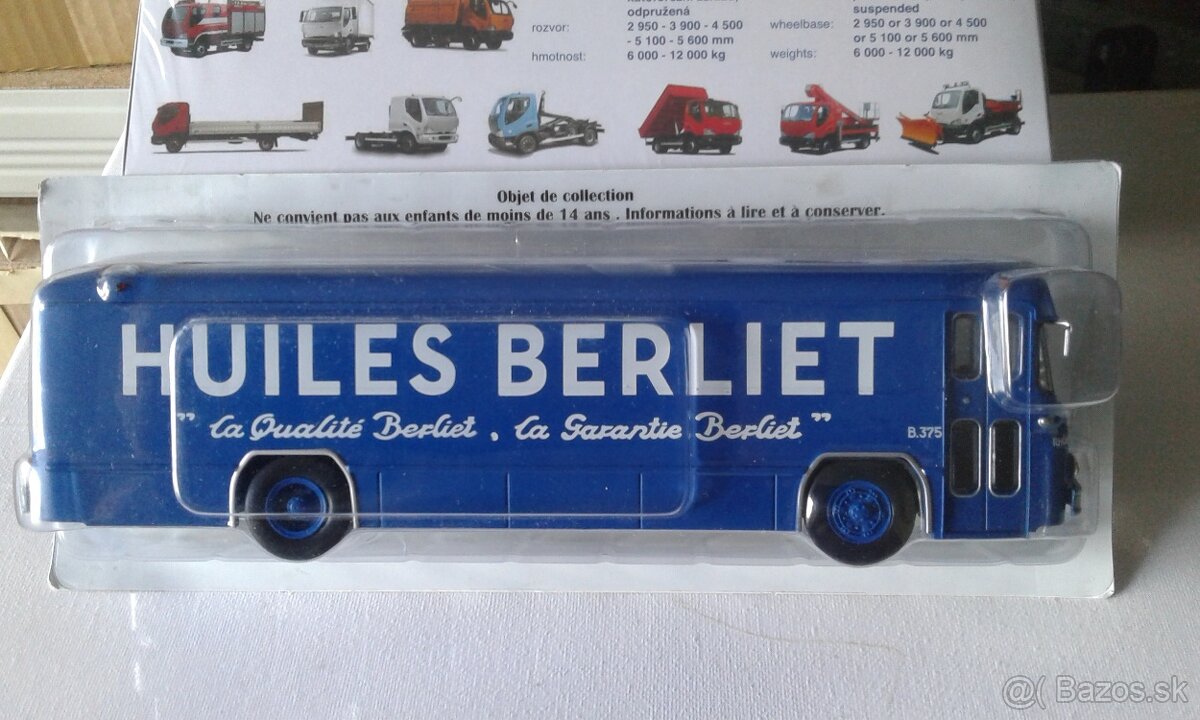 suspended
odpružená
rozvor:
2 950 - 3 900 - 4 500
- 5 100 - 5 600 mm
hmotnost:
6 000 - 12 000 kg
wheelbase:
2 950 or 3 900 or 4 500
or 5 100 or 5 600 mm
weights:
6 000 - 12 000 kg
Objet de collection
Ne convient pas aux enfants de moins de 14 ans . Informations à lire et à conserver.
HUILES BERLIET
” La Qualité Berliet , La Garantie Berliet ”
B.375
@( Bazos.sk